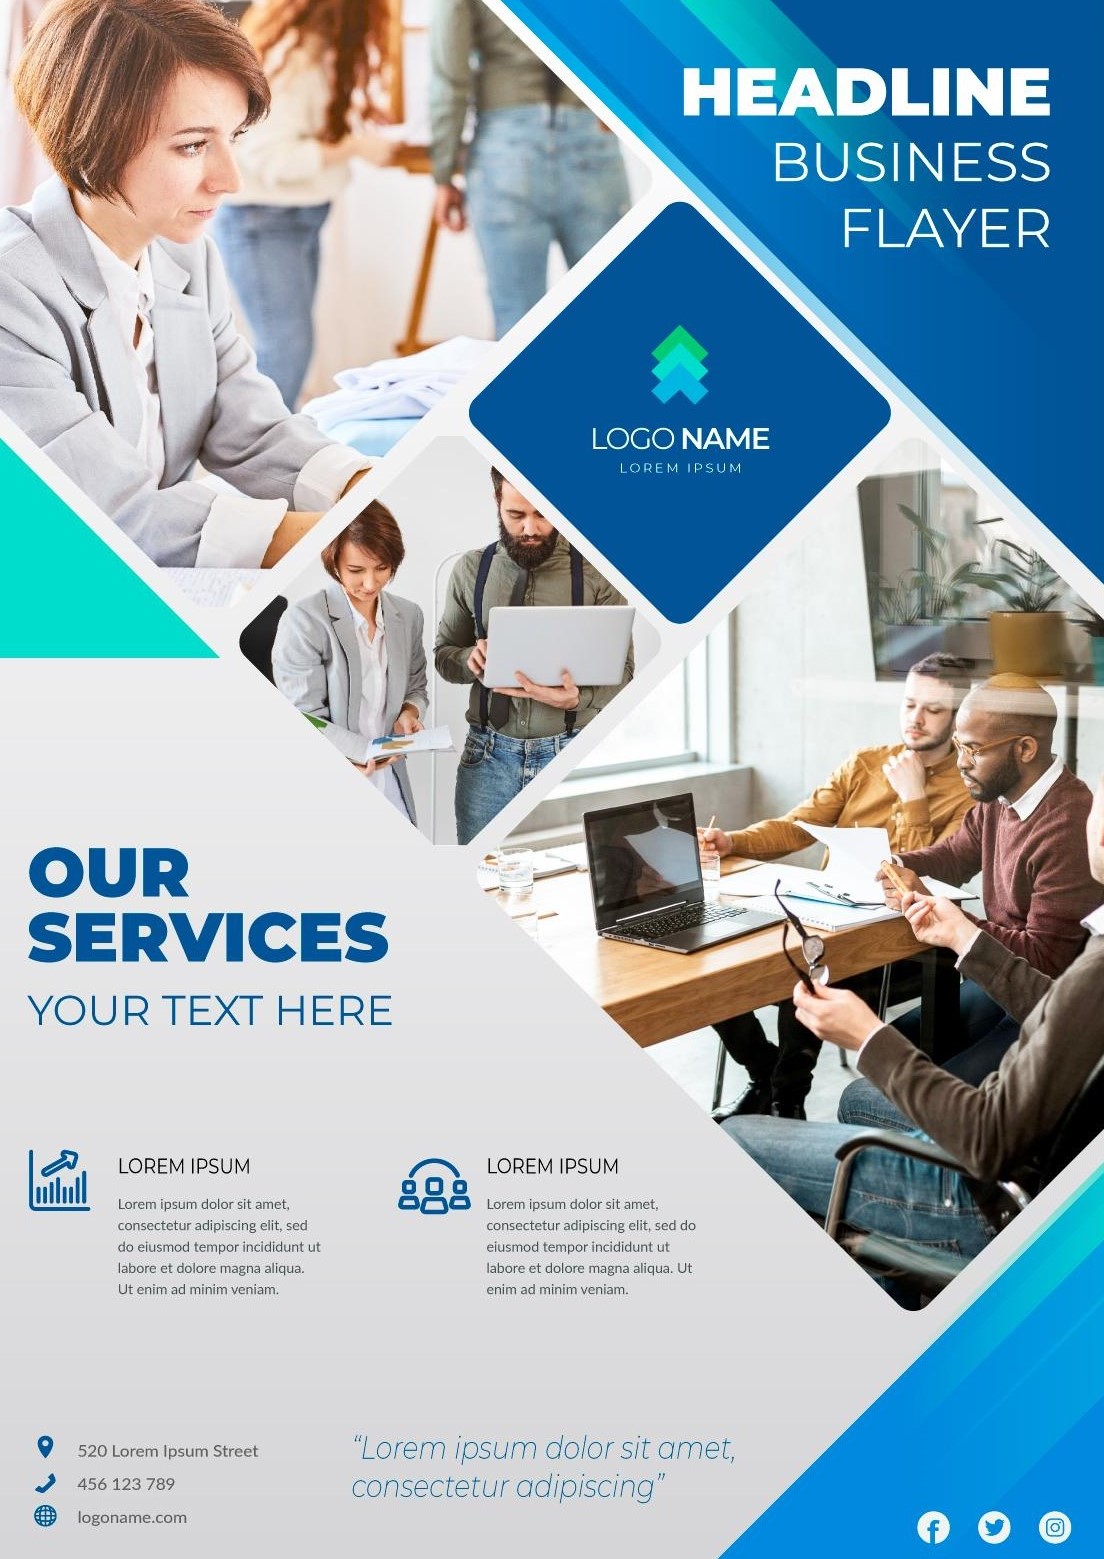 HEADLINE
BUSINESS
FLAYER
LOGO NAME
LOREM IPSUM
OUR
SERVICES
YOUR TEXT HERE
LOREM IPSUM
Lorem ipsum dolor sit amet,
consectetur adipiscing elit, sed
do eiusmod tempor incididunt ut
labore et dolore magna aliqua.
Ut enim ad minim veniam.
LOREM IPSUM
Lorem ipsum dolor sit amet,
consectetur adipiscing elit, sed do
eiusmod tempor incididunt ut
labore et dolore magna aliqua. Ut
enim ad minim veniam.
520 Lorem Ipsum Street
456 123 789
logoname.com
“Lorem ipsum dolor sit amet,
consectetur adipiscing”